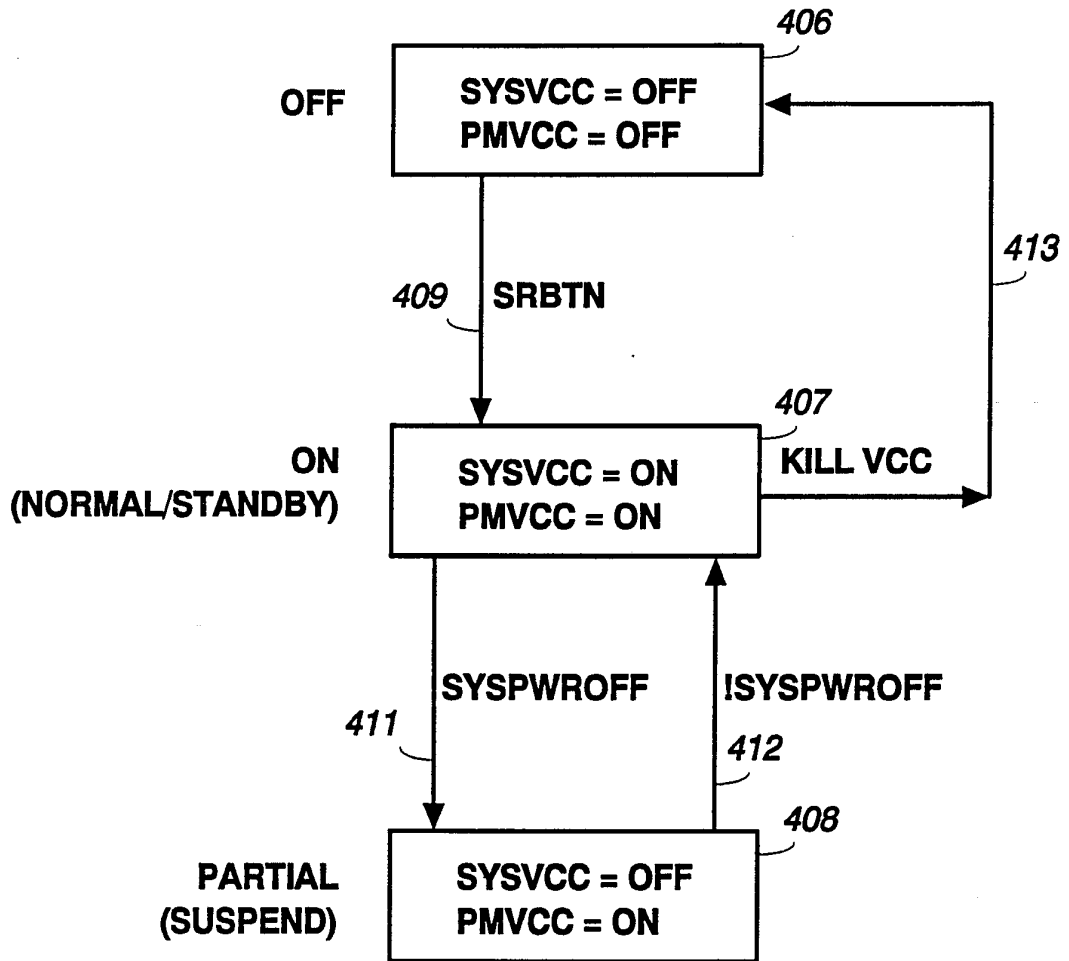 406
OFF
SYSVCC = OFF
PMVCC = OFF
413
409
SRBTN
407
ON
(NORMAL/STANDBY)
SYSVCC = ON
PMVCC = ON
KILL VCC
SYSPWROFF
!SYSPWROFF
411
412
408
PARTIAL
(SUSPEND)
SYSVCC = OFF
PMVCC = ON